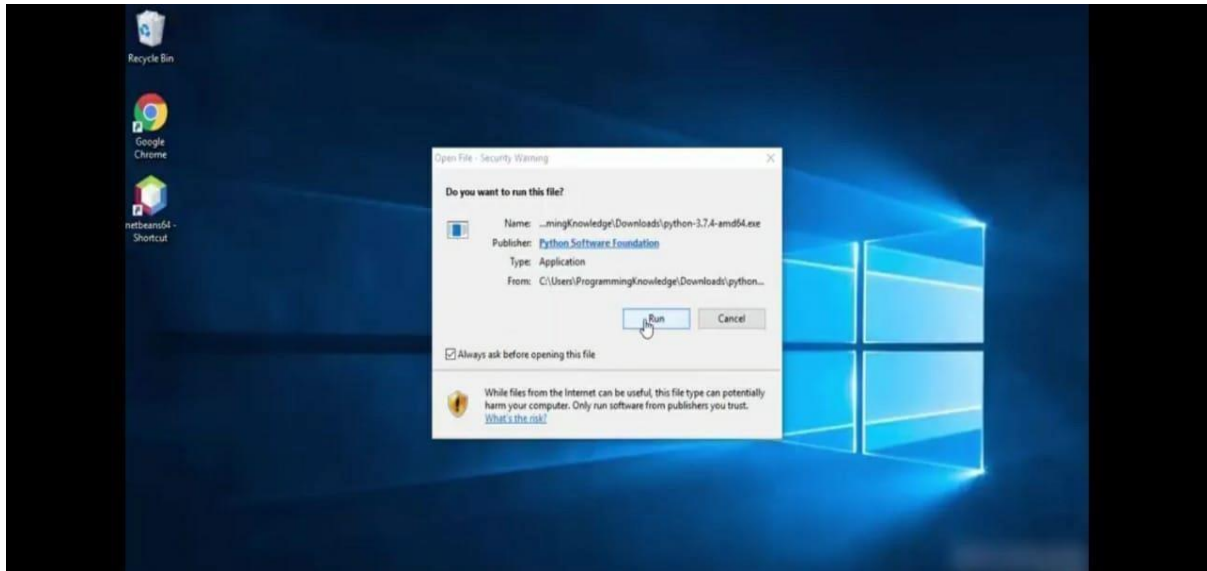 Recycle Bin
Google
Chrome
netbeans64 -
Shortcut
Open File - Security Warning
Do you want to run this file?
Name: ...mingKnowledge\Downloads\python-3.7.4-amd64.exe
Publisher: Python Software Foundation
Type: Application
From: C:\Users\ProgrammingKnowledge\Downloads\python...
Run Cancel
Always ask before opening this file
While files from the Internet can be useful, this file type can potentially
harm your computer. Only run software from publishers you trust.
What's the risk?